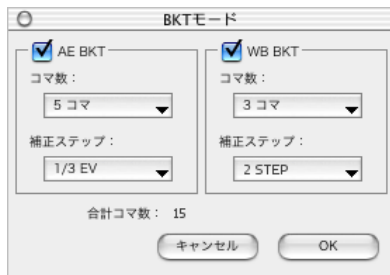 BKTモード
AE BKT
コマ数：
5 コマ
補正ステップ：
1/3 EV
WB BKT
コマ数：
3 コマ
補正ステップ：
2 STEP
合計コマ数： 15
キャンセル
OK